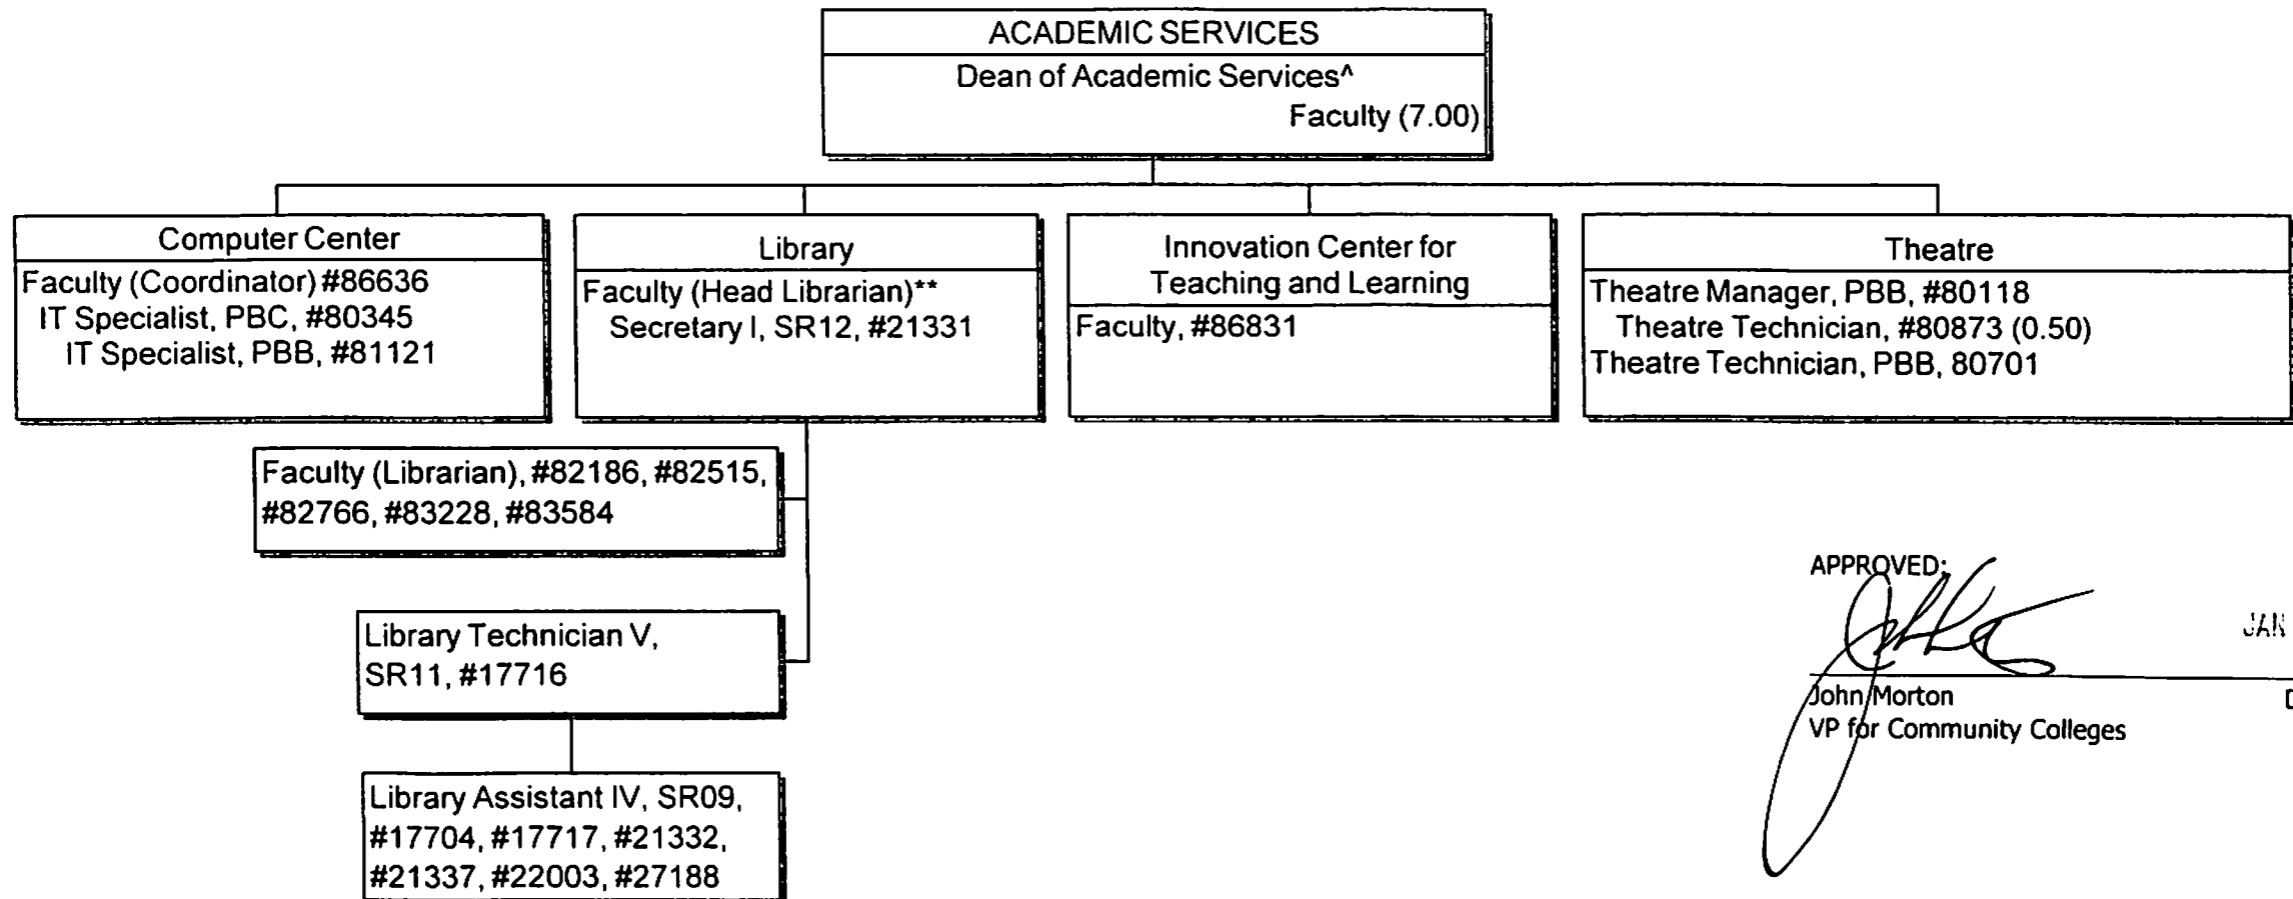 ACADEMIC SERVICES
Dean of Academic Services^
Faculty (7.00)
Computer Center
Faculty (Coordinator) #86636
IT Specialist, PBC, #80345
IT Specialist, PBB, #81121
Library
Faculty (Head Librarian)**
Secretary I, SR12, #21331
Innovation Center for
Teaching and Learning
Faculty, #86831
Theatre
Theatre Manager, PBB, #80118
Theatre Technician, #80873 (0.50)
Theatre Technician, PBB, 80701
Faculty (Librarian), #82186, #82515,
#82766, #83228, #83584
Library Technician V,
SR11, #17716
Library Assistant IV, SR09,
#17704, #17717, #21332,
#21337, #22003, #27188
APPROVED:
JAN
John Morton
VP for Community Colleges